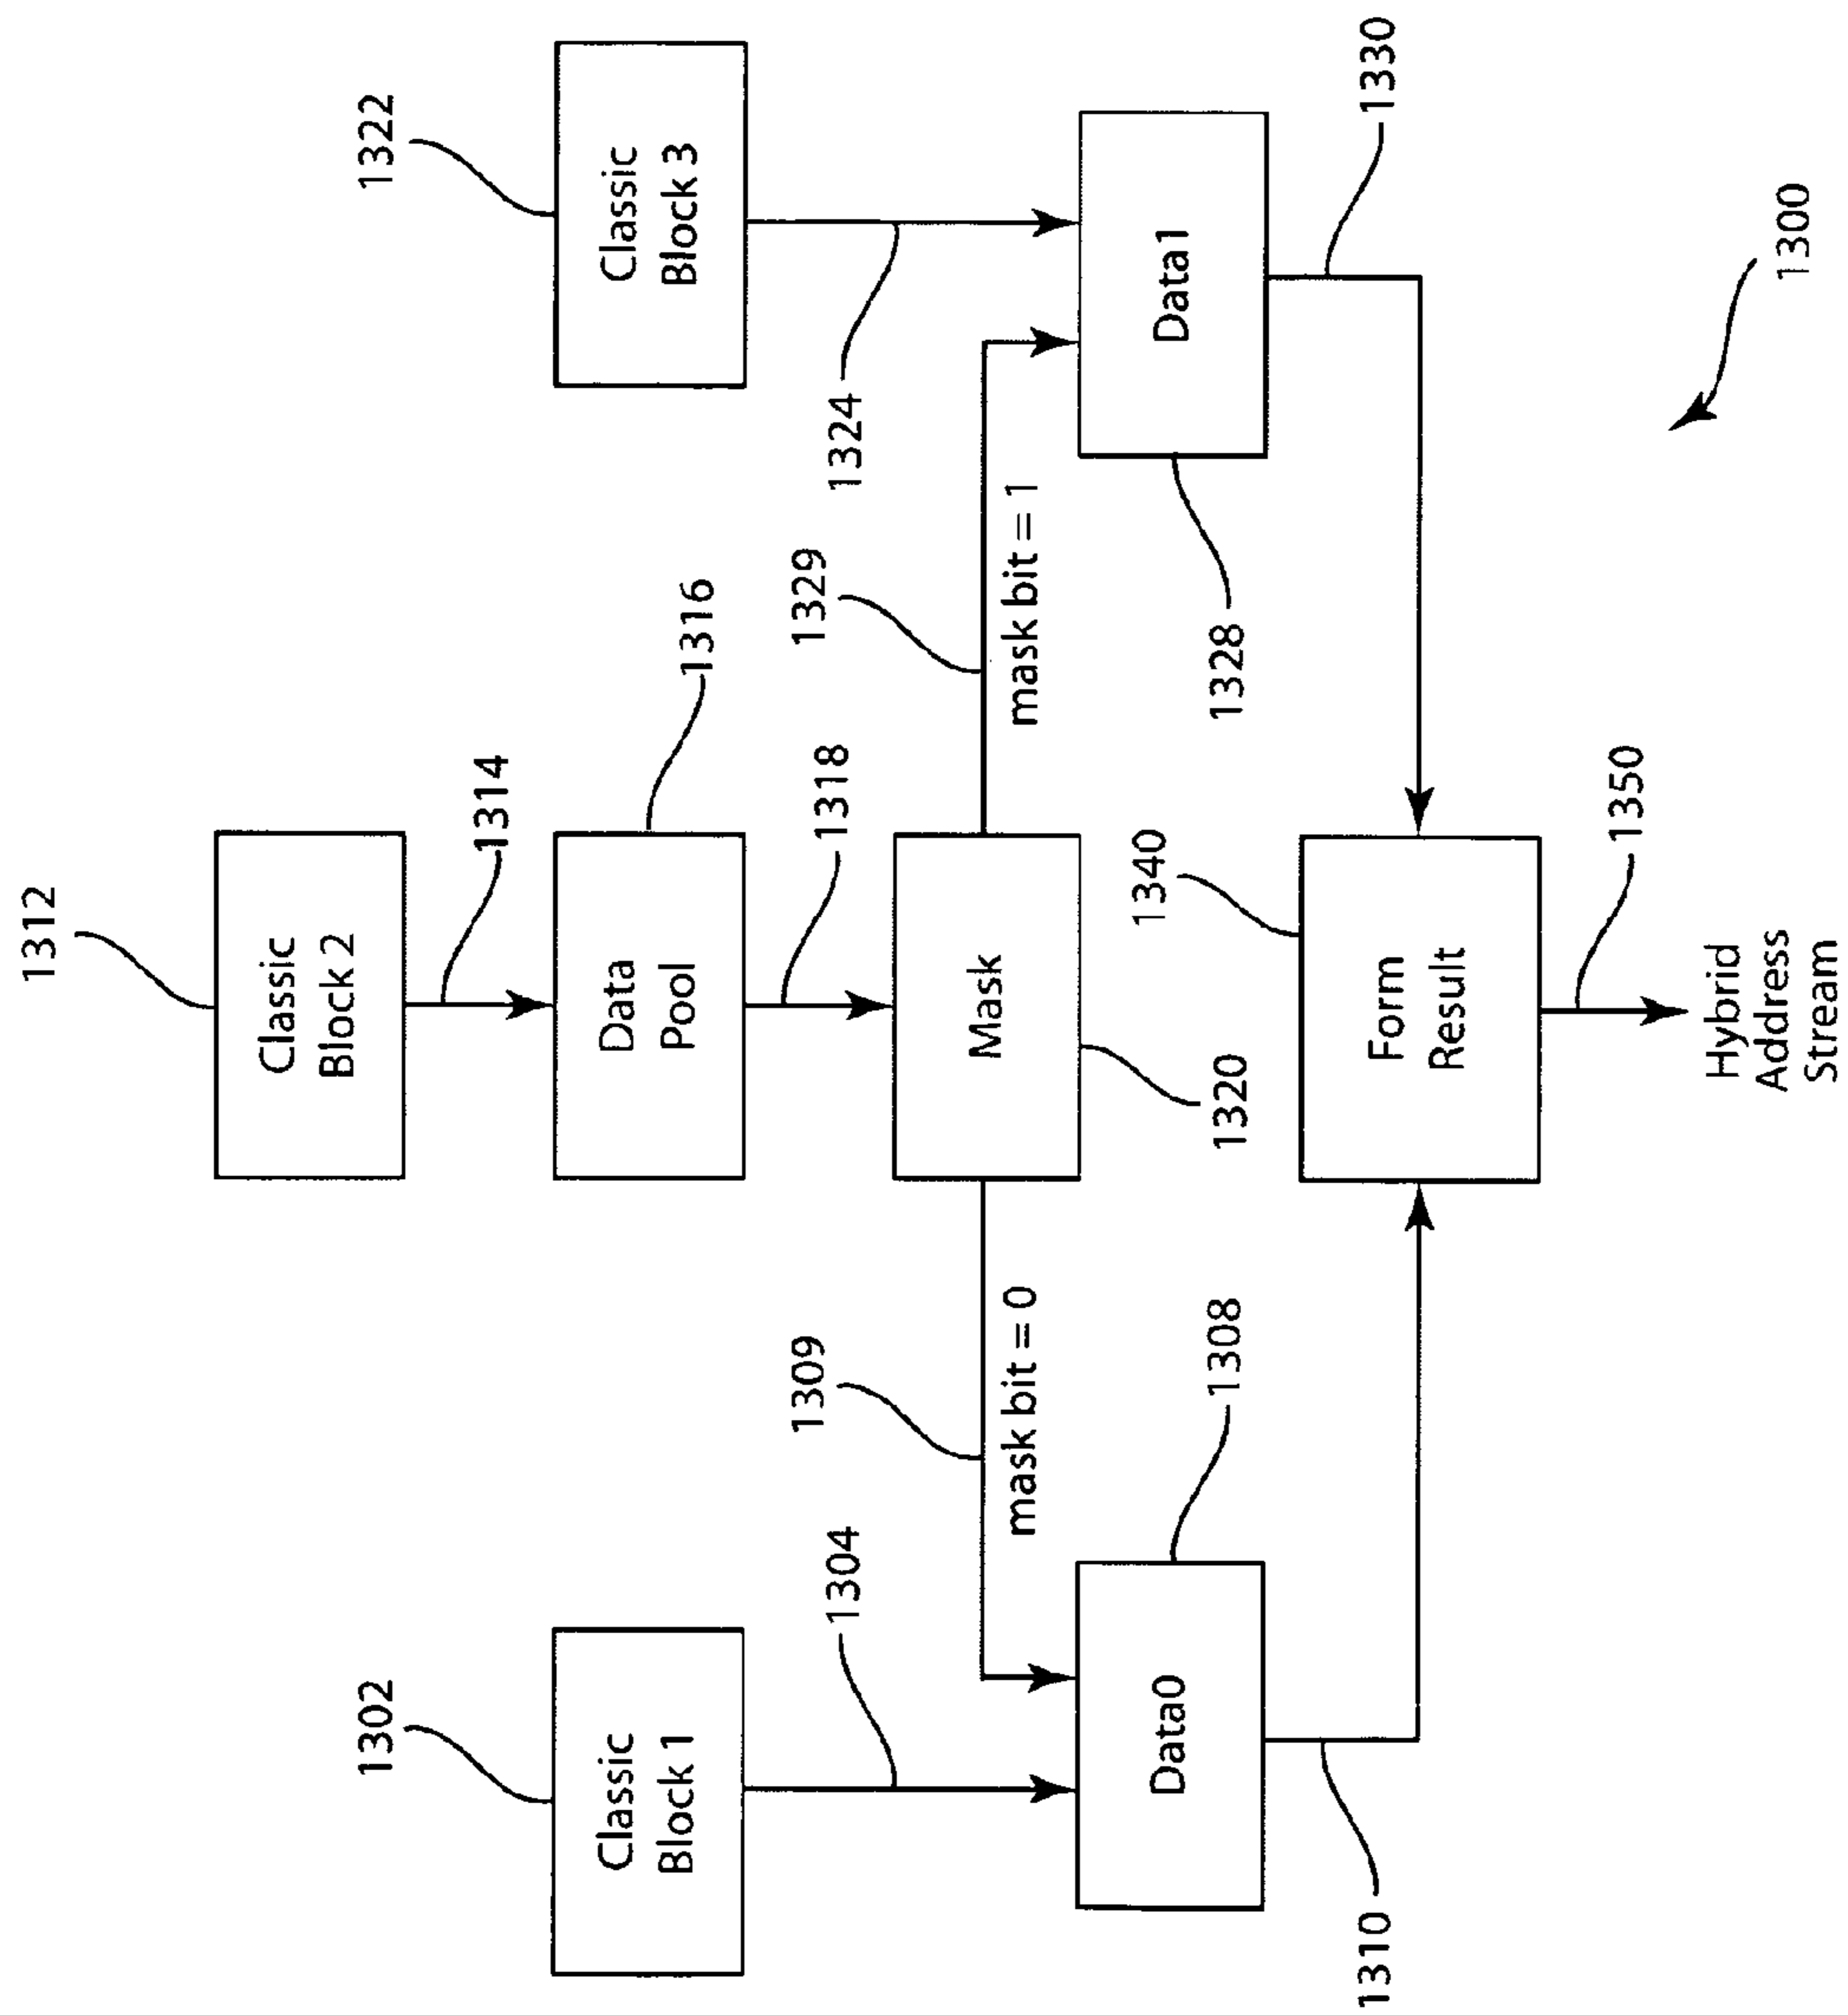 1312
Classic
Block 2
1314
1302
Classic
Block 1
Data
Pool
1316
1322
Classic
Block 3
1304
1318
1324
1309
mask bit = 0
Mask
1320
1329
mask bit = 1
Data0
1308
Data1
1328
1310
1340
Form
Result
1330
1350
Hybrid
Address
Stream
1300